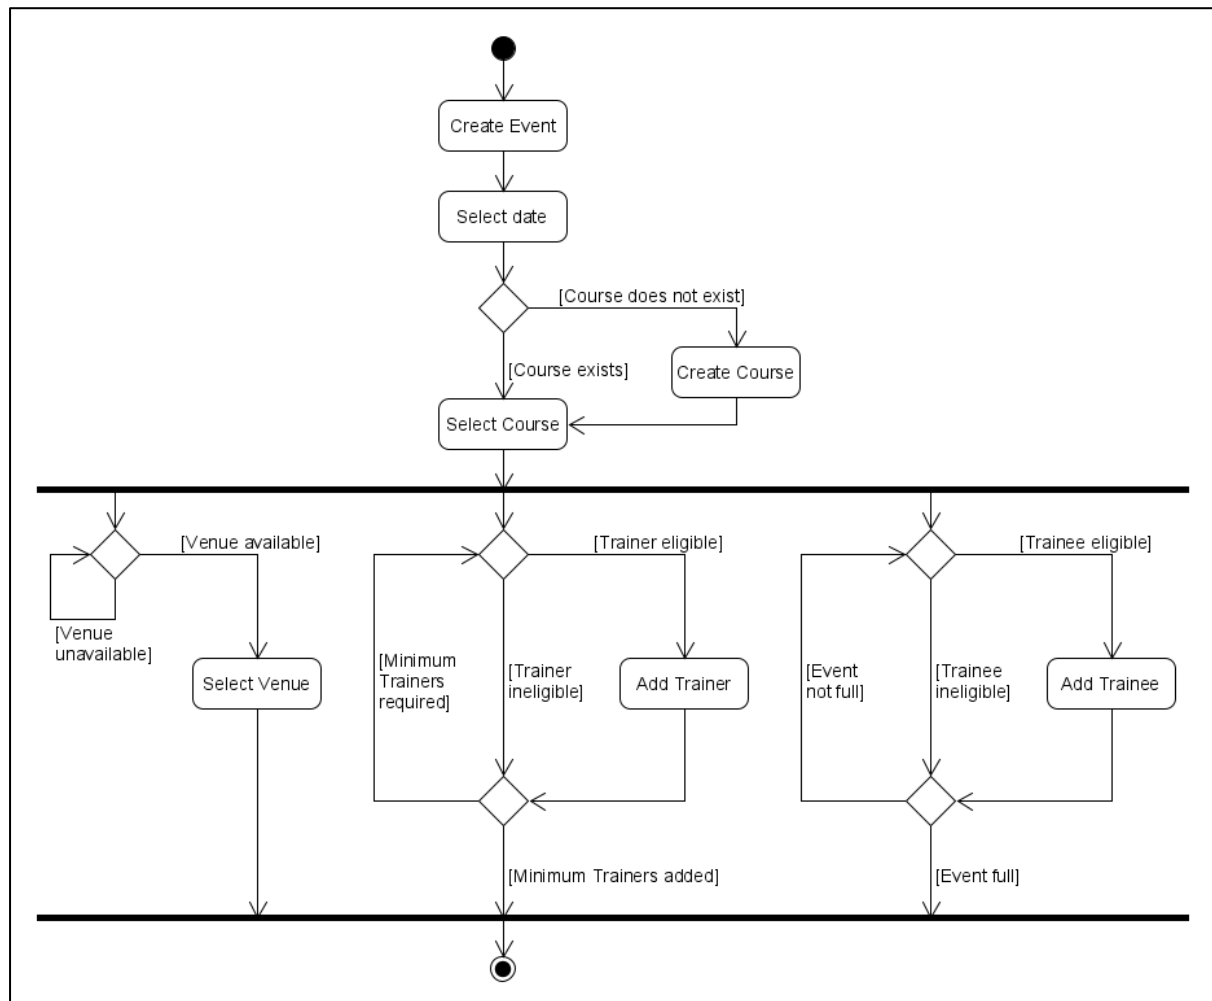 Create Event
Select date
[Course does not exist]
[Course exists]
Create Course
Select Course
[Venue available]
[Trainer eligible]
[Trainee eligible]
[Venue
unavailable]
[Minimum
Trainers
required]
[Trainer
ineligible]
[Event
not full]
[Trainee
ineligible]
Select Venue
Add Trainer
Add Trainee
[Minimum Trainers added]
[Event full]